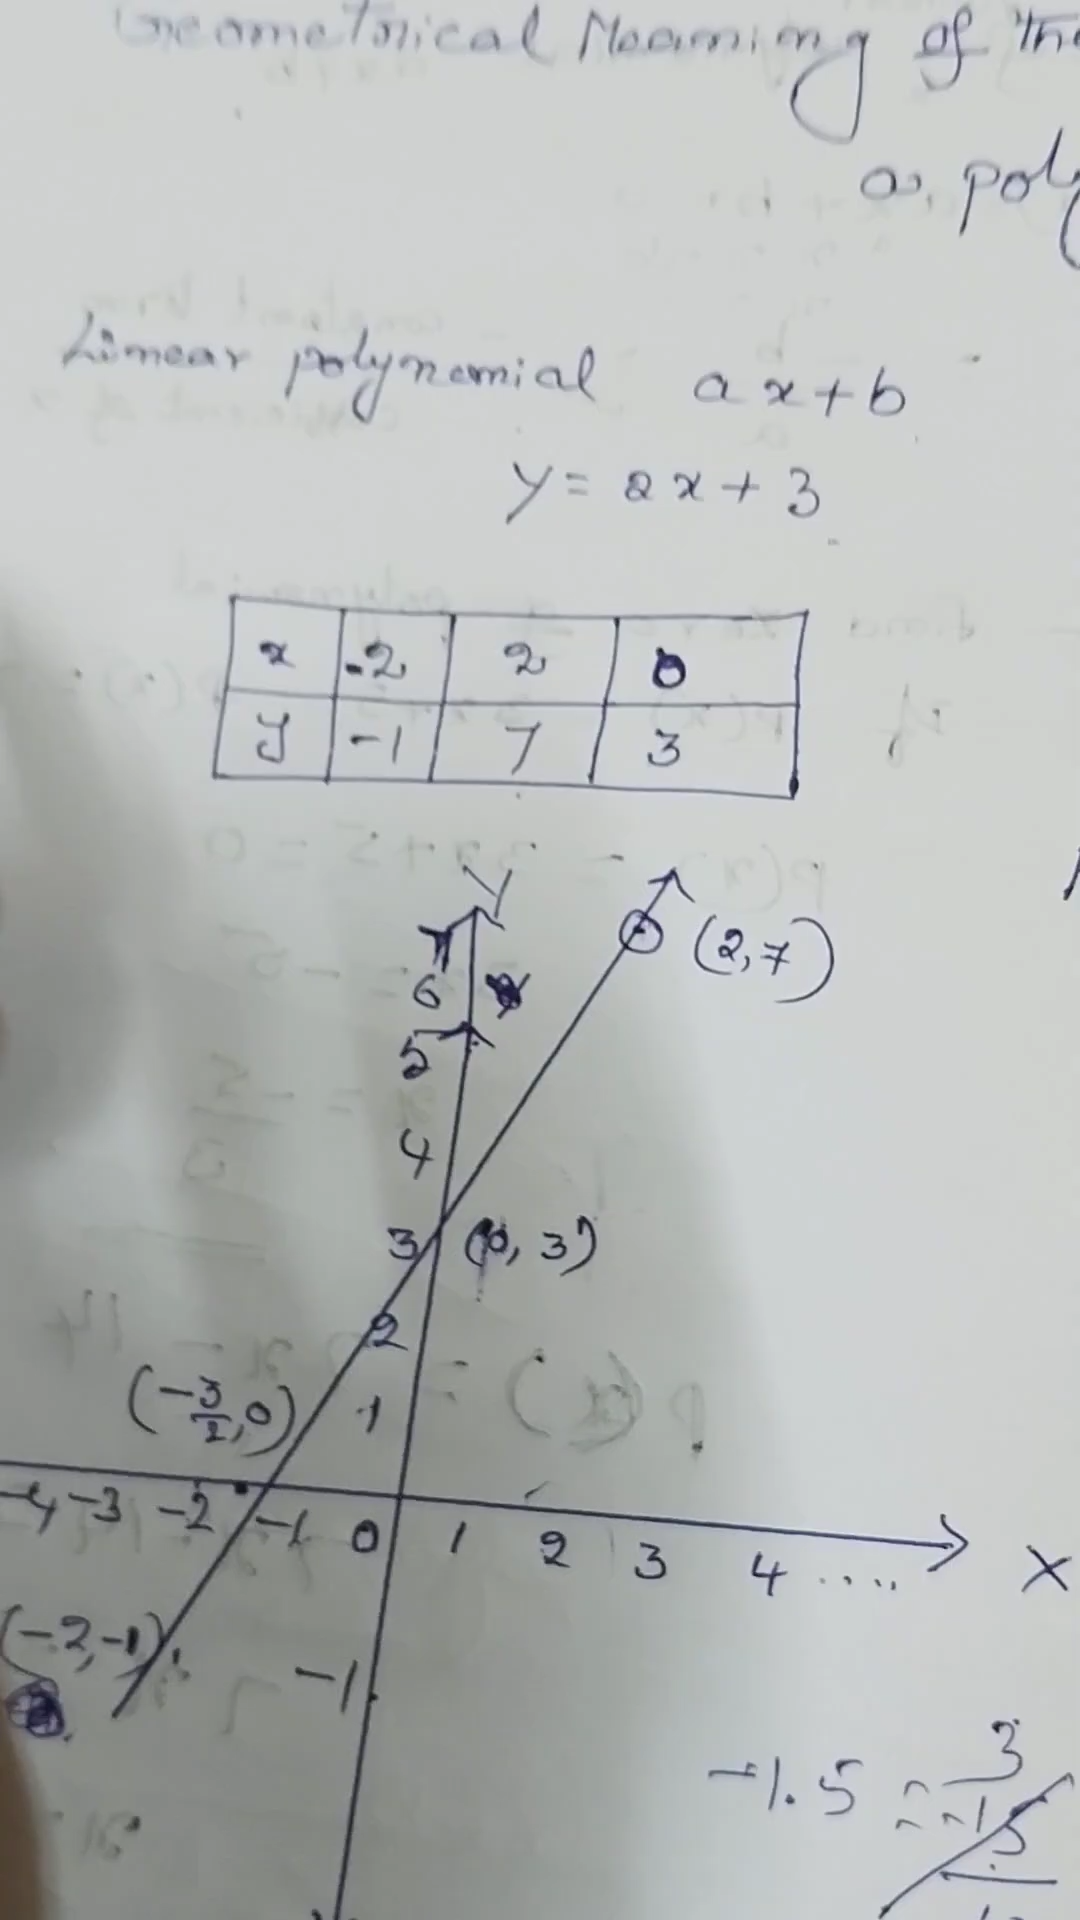 Geometrical Meaning of the
a poly
Linear polynomial ax+b
y = 2x + 3
x -2 2 0
y -1 7 3
y
7 (2,7)
6
5
4
3 (0, 3)
2
(-3/2, 0) 1
-4 -3 -2 -1 0 1 2 3 4 .... X
(-2,-1)
-1
-1.5 3